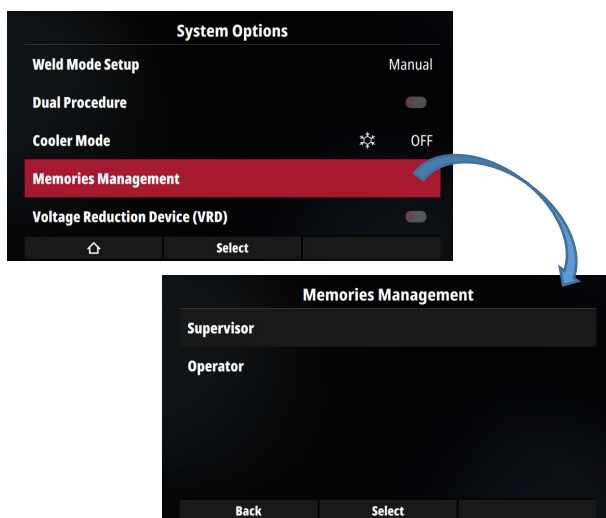 System Options
Weld Mode Setup Manual
Dual Procedure
Cooler Mode OFF
Memories Management
Voltage Reduction Device (VRD)
Select
Memories Management
Supervisor
Operator
Back Select